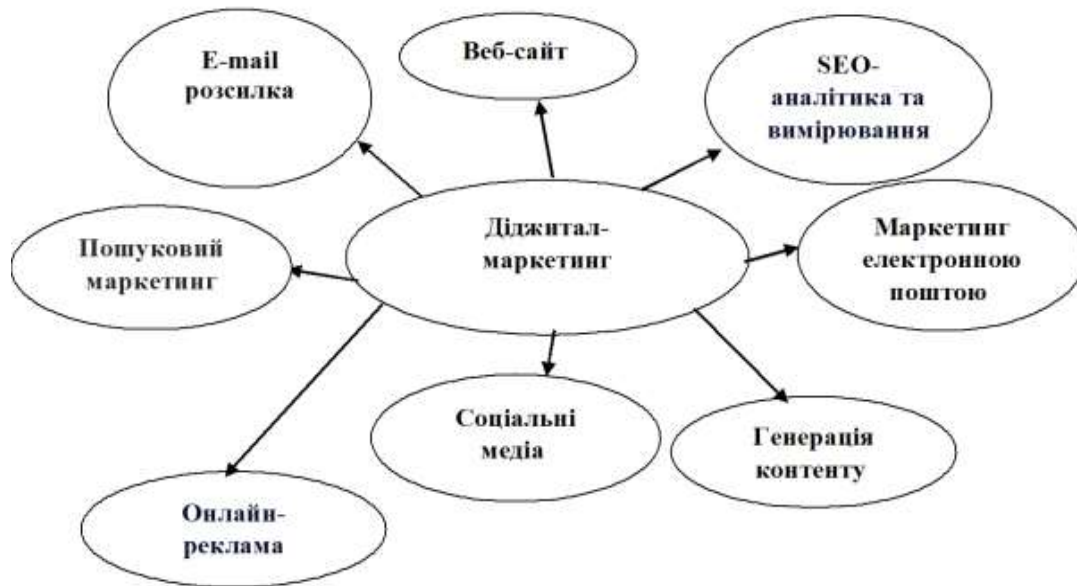 E-mail
розсилка
Веб-сайт
SEO-
аналітика та
вимірювання
Пошуковий
маркетинг
Діджитал-
маркетинг
Маркетинг
електронною
поштою
Соціальні
медіа
Генерація
контенту
Онлайн-
реклама